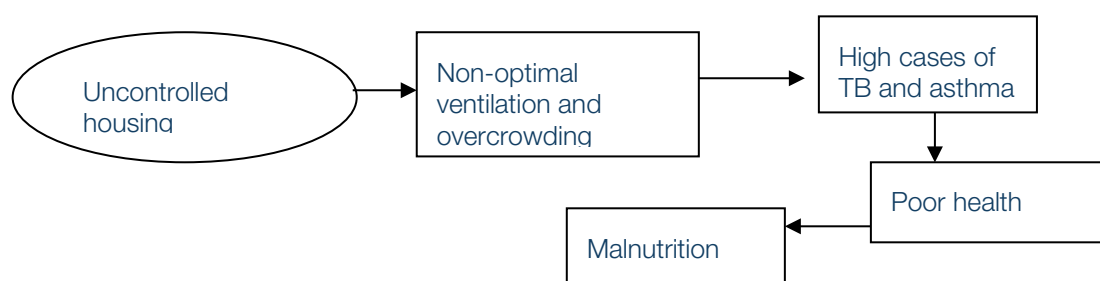 Uncontrolled
housing
Non-optimal
ventilation and
overcrowding
High cases of
TB and asthma
Poor health
Malnutrition